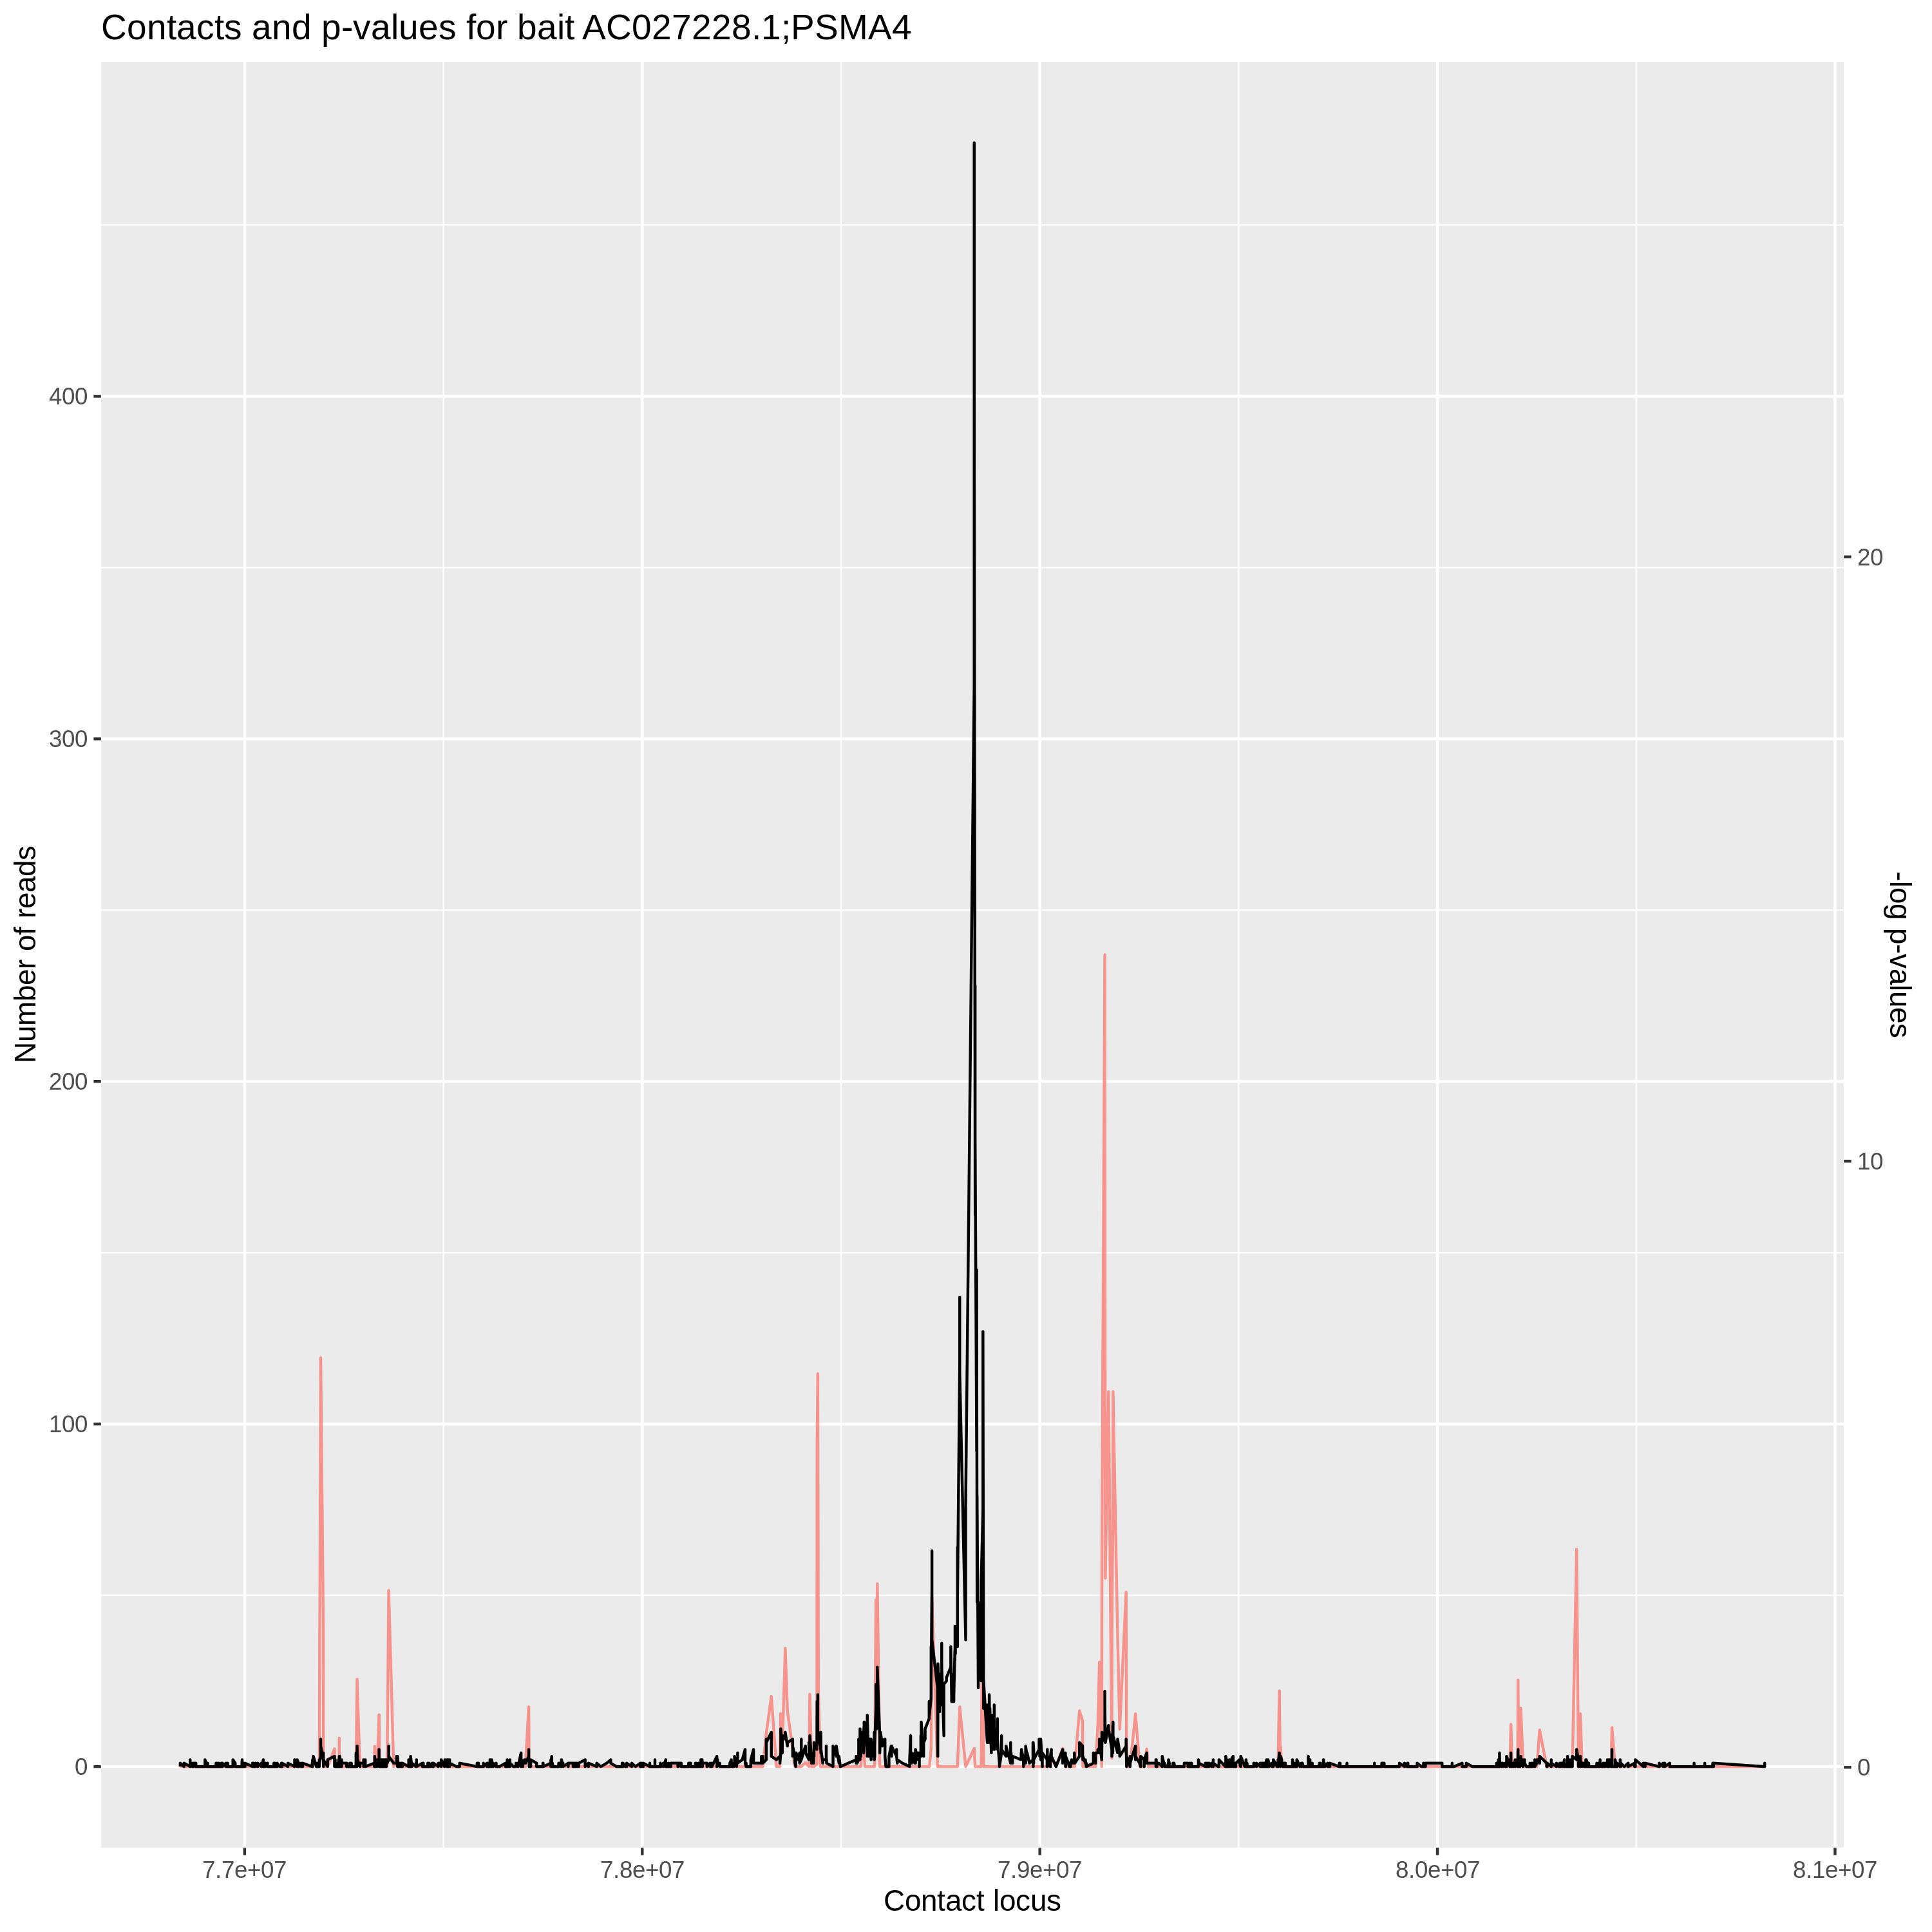 Contacts and p-values for bait AC027228.1;PSMA4
400
300
200
100
0
Number of reads
20
10
0
-log p-values
7.7e+07
7.8e+07
7.9e+07
8.0e+07
8.1e+07
Contact locus